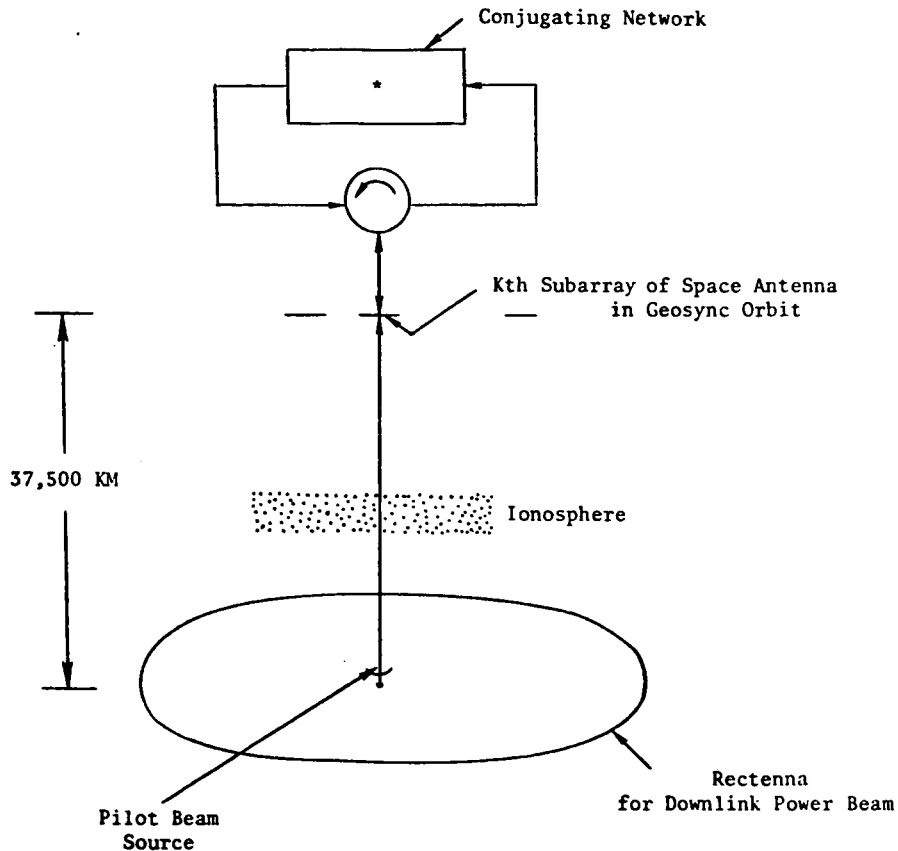 Conjugating Network
*
Kth Subarray of Space Antenna
in Geosync Orbit
37,500 KM
Ionosphere
Rectenna
for Downlink Power Beam
Pilot Beam
Source